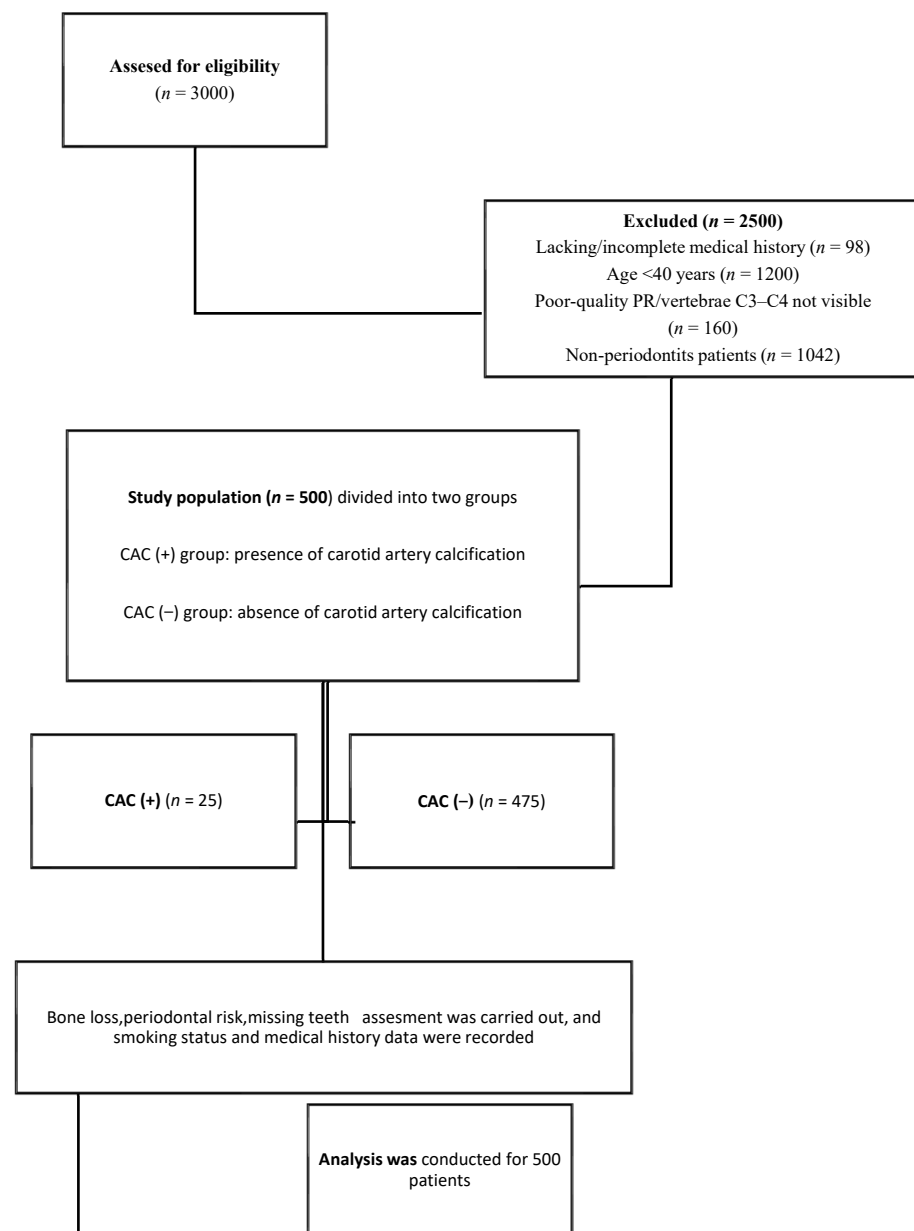 Assesed for eligibility
(n = 3000)
Excluded (n = 2500)
Lacking/incomplete medical history (n = 98)
Age <40 years (n = 1200)
Poor-quality PR/vertebrae C3–C4 not visible
(n = 160)
Non-periodontits patients (n = 1042)
Study population (n = 500) divided into two groups
CAC (+) group: presence of carotid artery calcification
CAC (−) group: absence of carotid artery calcification
CAC (+) (n = 25)
CAC (−) (n = 475)
Bone loss,periodontal risk,missing teeth assesment was carried out, and
smoking status and medical history data were recorded
Analysis was conducted for 500
patients